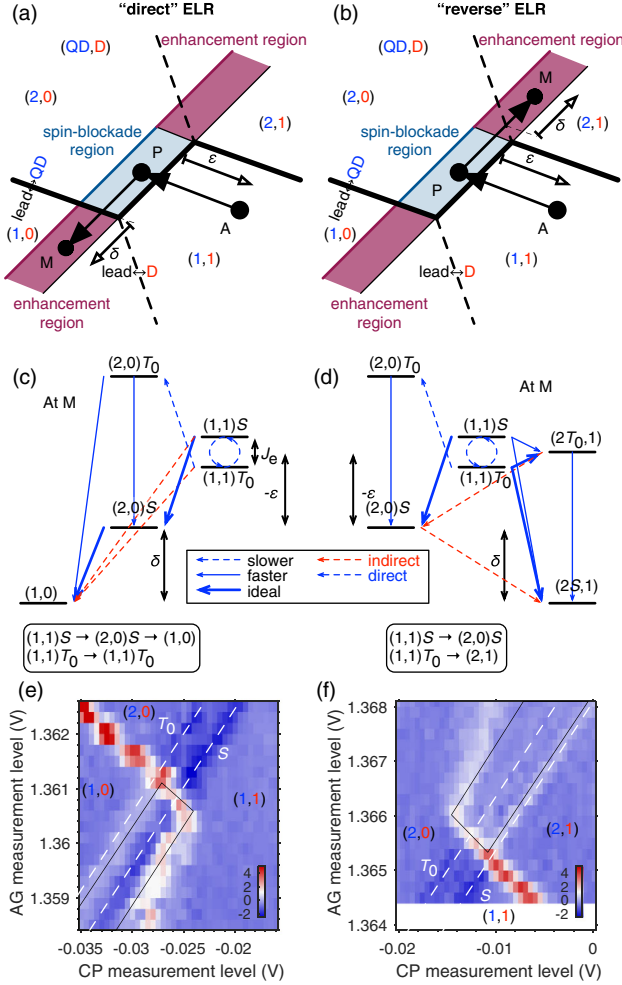 (a) “direct” ELR
(QD,D)
enhancement region
(2,0)
(2,1)
spin-blockade region
P
ε
lead↔QD
(1,0)
M
A
δ
(1,1)
lead↔D
enhancement region
(b) “reverse” ELR
(QD,D)
enhancement region
M
(2,0)
δ
(2,1)
spin-blockade region
ε
P
lead↔QD
A
(1,0)
(1,1)
lead↔D
enhancement region
(c)
(2,0)T₀
At M
(1,1)S
Jₑ
(1,1)T₀
-ε
(2,0)S
δ
(1,0)
(1,1)S → (2,0)S → (1,0)
(1,1)T₀ → (1,1)T₀
(d)
(2,0)T₀
At M
(1,1)S
(2T₀,1)
(1,1)T₀
-ε
(2,0)S
δ
(2S,1)
(1,1)S → (2,0)S
(1,1)T₀ → (2,1)
slower
indirect
faster
direct
ideal
(e)
AG measurement level (V)
1.362
1.361
1.36
1.359
(2,0)
T₀
S
(1,0)
(1,1)
4
2
0
-2
-0.035
-0.03
-0.025
-0.02
CP measurement level (V)
(f)
AG measurement level (V)
1.368
1.367
1.366
1.365
1.364
(2,0)
(2,1)
T₀
S
(1,1)
4
2
0
-2
-0.02
-0.01
0
CP measurement level (V)